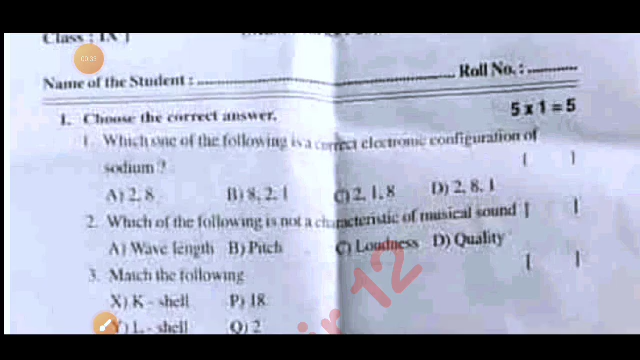 Class : IX ]
Name of the Student : ........................ Roll No. : ..........
I. Choose the correct answer. 5 x 1 = 5
1. Which one of the following is a correct electronic configuration of
sodium ? [ ]
A) 2, 8 B) 8, 2, 1 C) 2, 1, 8 D) 2, 8, 1
2. Which of the following is not a characteristic of musical sound [ ]
A) Wave length B) Pitch C) Loudness D) Quality
3. Match the following [ ]
X) K - shell P) 18
Y) L - shell Q) 2
12